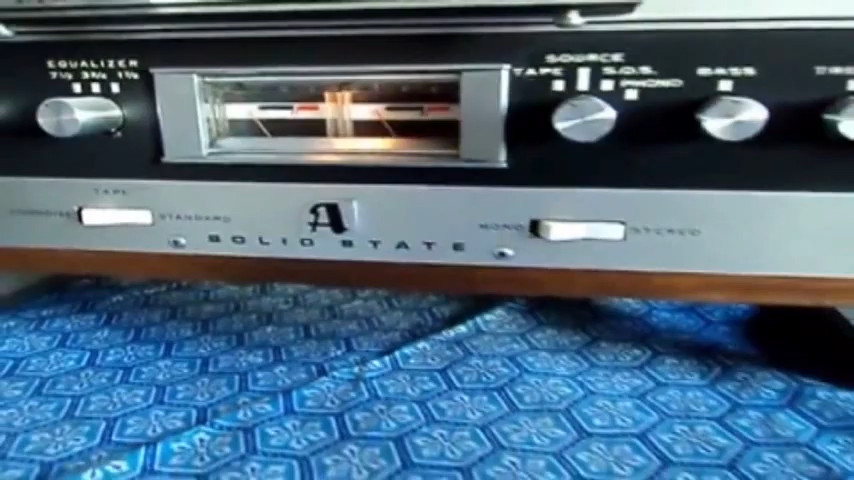 EQUALIZER
7½ 3¾ 1⅞
SOURCE
TAPE S.O.S.
PHONO
BASS
TAPE
STANDARD
A
SOLID STATE
MONO
STEREO